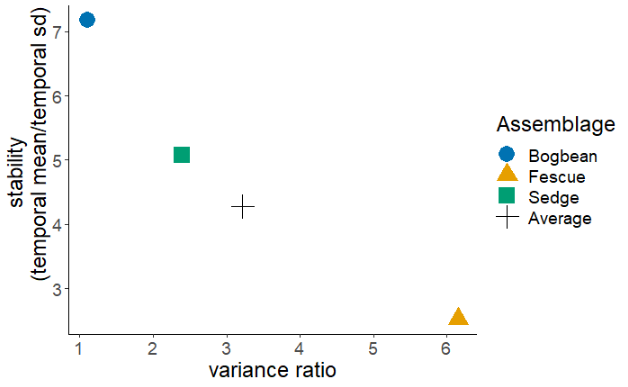 stability
(temporal mean/temporal sd)
7
6
5
4
3
1 2 3 4 5 6
variance ratio
Assemblage
Bogbean
Fescue
Sedge
Average